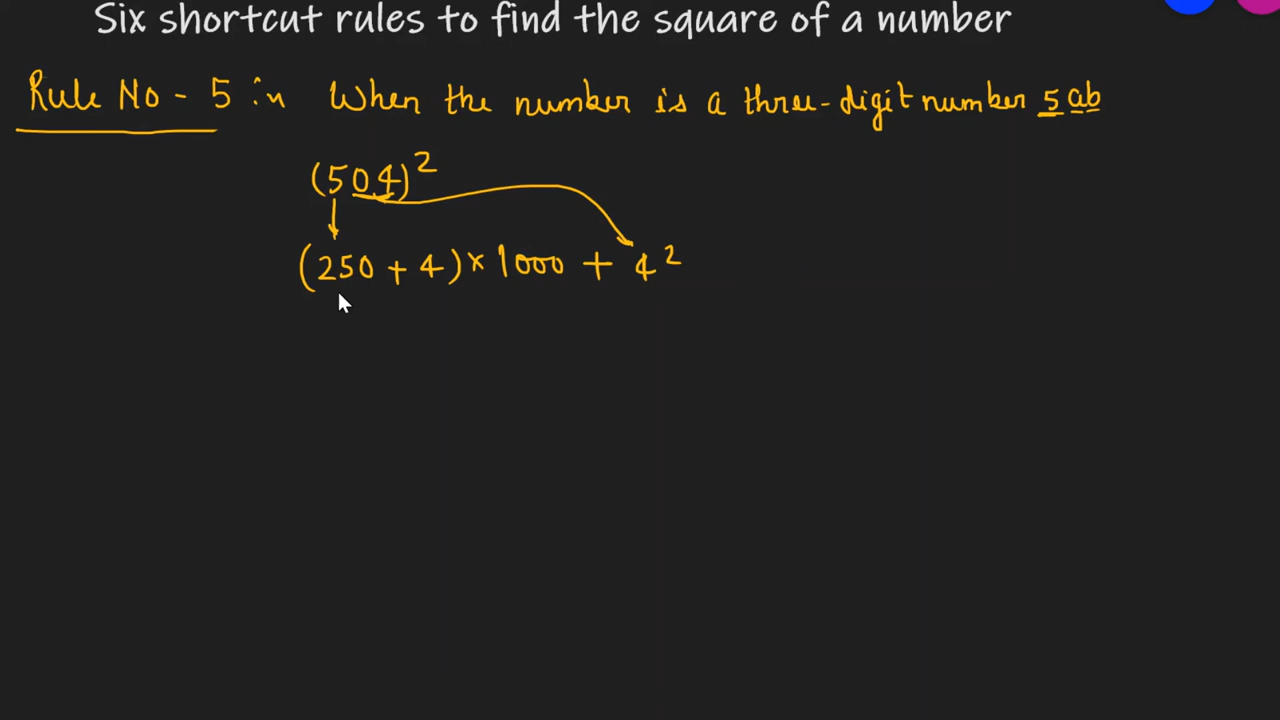 Six shortcut rules to find the square of a number
Rule No - 5 :- When the number is a three-digit number 5ab
(504)²
(250 + 4) × 1000 + 4²